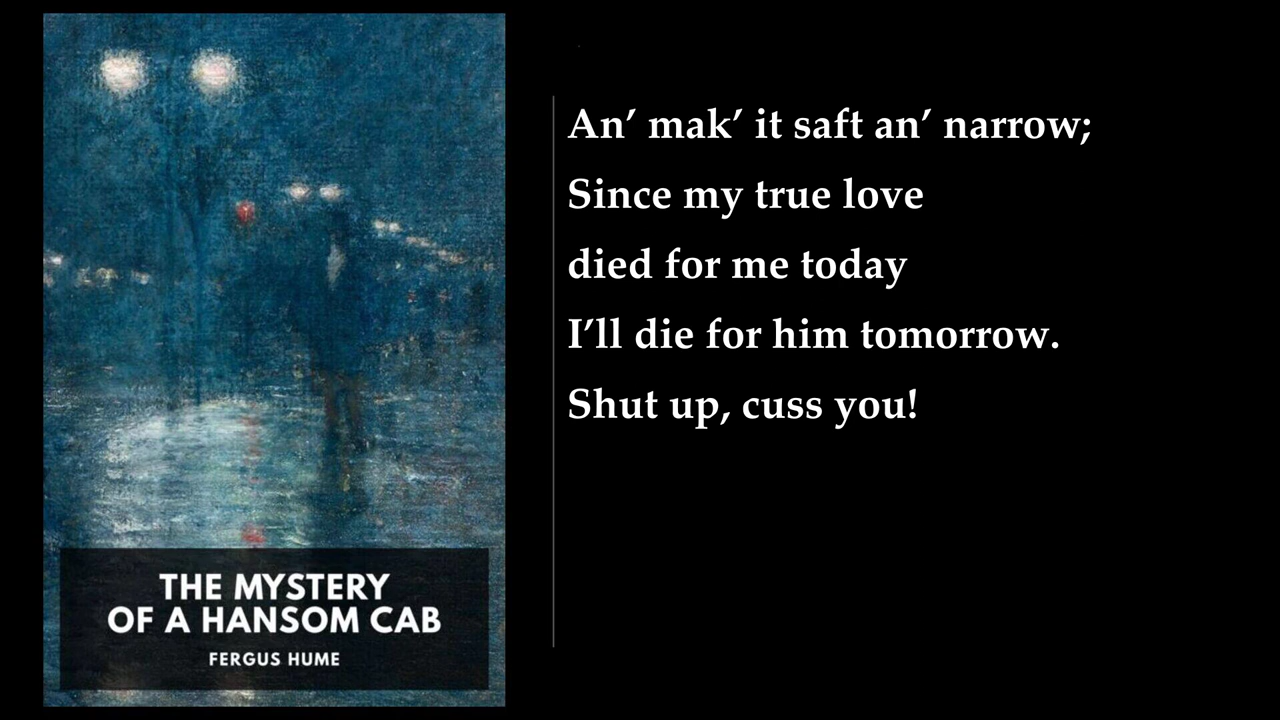 An’ mak’ it saft an’ narrow;
Since my true love
died for me today
I’ll die for him tomorrow.
Shut up, cuss you!
THE MYSTERY
OF A HANSOM CAB
FERGUS HUME